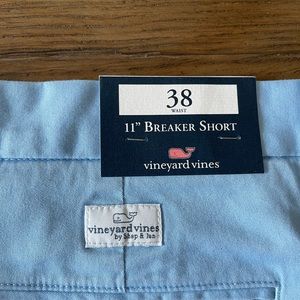 38
WAIST
11" BREAKER SHORT
vineyard vines
vineyard vines
by Shep & Ian